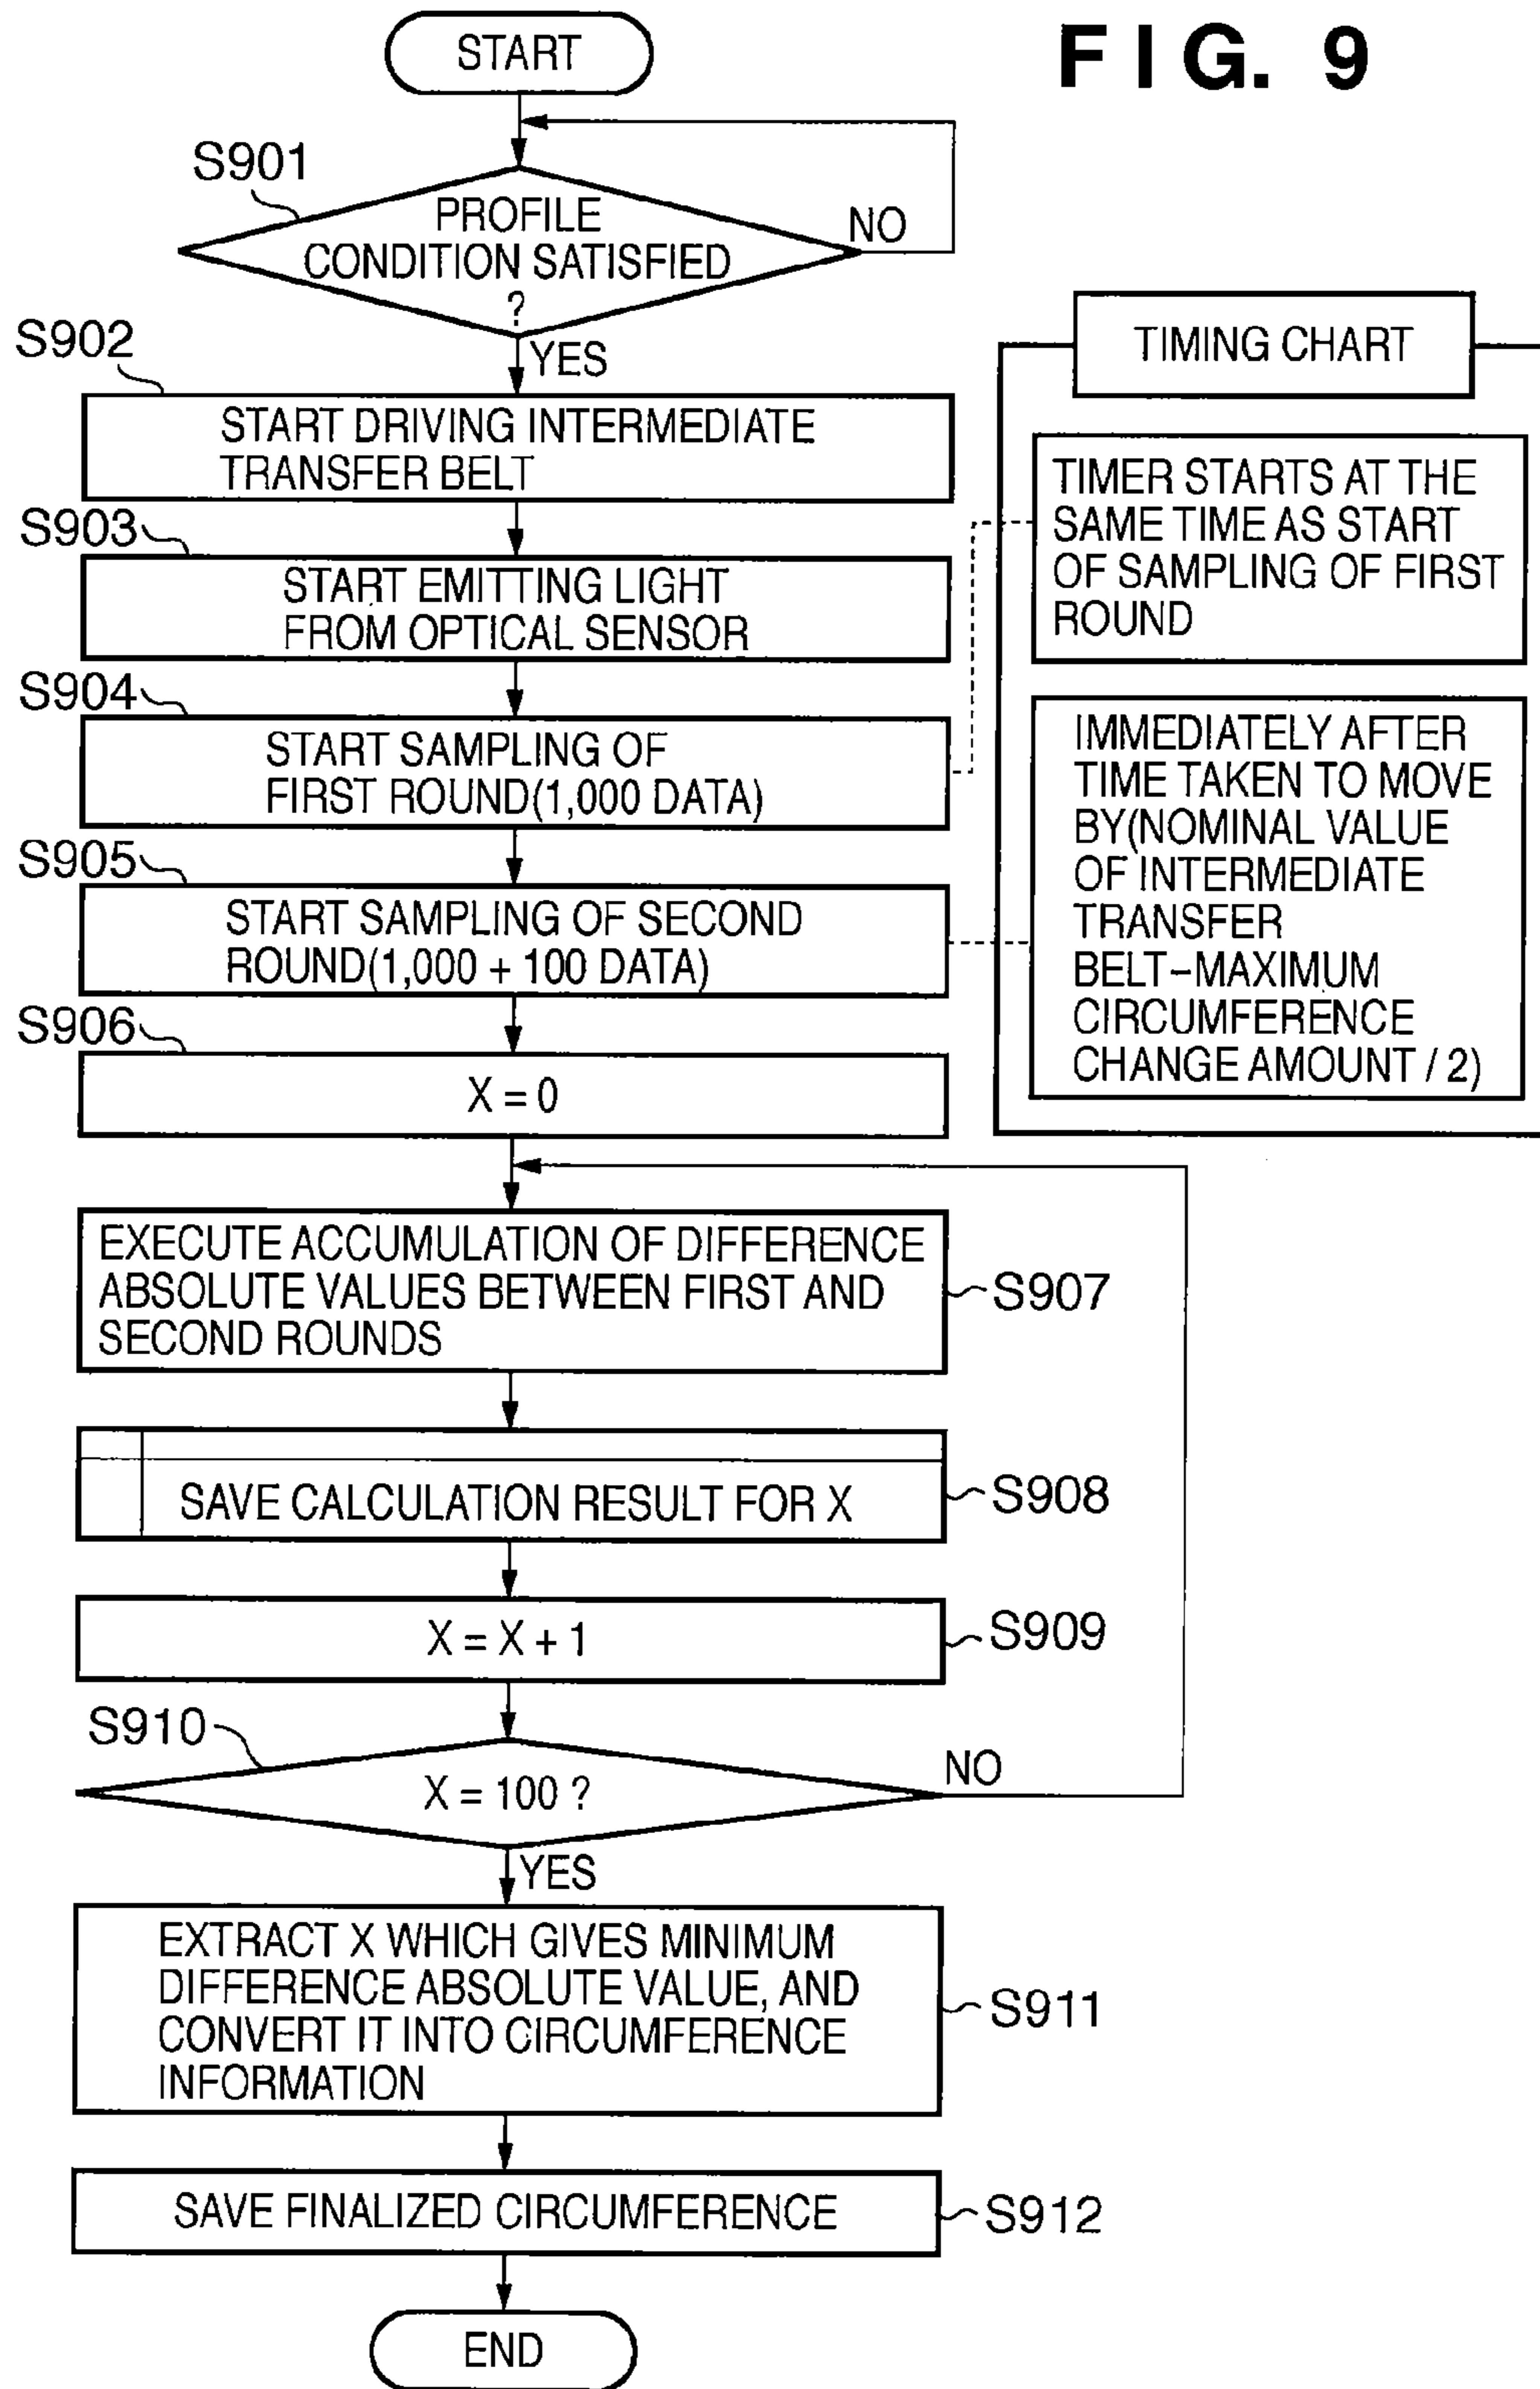 FIG. 9
START
S901
PROFILE
CONDITION SATISFIED
?
NO
YES
S902
START DRIVING INTERMEDIATE
TRANSFER BELT
S903
START EMITTING LIGHT
FROM OPTICAL SENSOR
S904
START SAMPLING OF
FIRST ROUND(1,000 DATA)
S905
START SAMPLING OF SECOND
ROUND(1,000 + 100 DATA)
TIMING CHART
TIMER STARTS AT THE
SAME TIME AS START
OF SAMPLING OF FIRST
ROUND
IMMEDIATELY AFTER
TIME TAKEN TO MOVE
BY(NOMINAL VALUE
OF INTERMEDIATE
TRANSFER
BELT-MAXIMUM
CIRCUMFERENCE
CHANGE AMOUNT / 2)
S906
X = 0
EXECUTE ACCUMULATION OF DIFFERENCE
ABSOLUTE VALUES BETWEEN FIRST AND
SECOND ROUNDS
S907
SAVE CALCULATION RESULT FOR X
S908
X = X + 1
S909
S910
X = 100 ?
NO
YES
EXTRACT X WHICH GIVES MINIMUM
DIFFERENCE ABSOLUTE VALUE, AND
CONVERT IT INTO CIRCUMFERENCE
INFORMATION
S911
SAVE FINALIZED CIRCUMFERENCE
S912
END